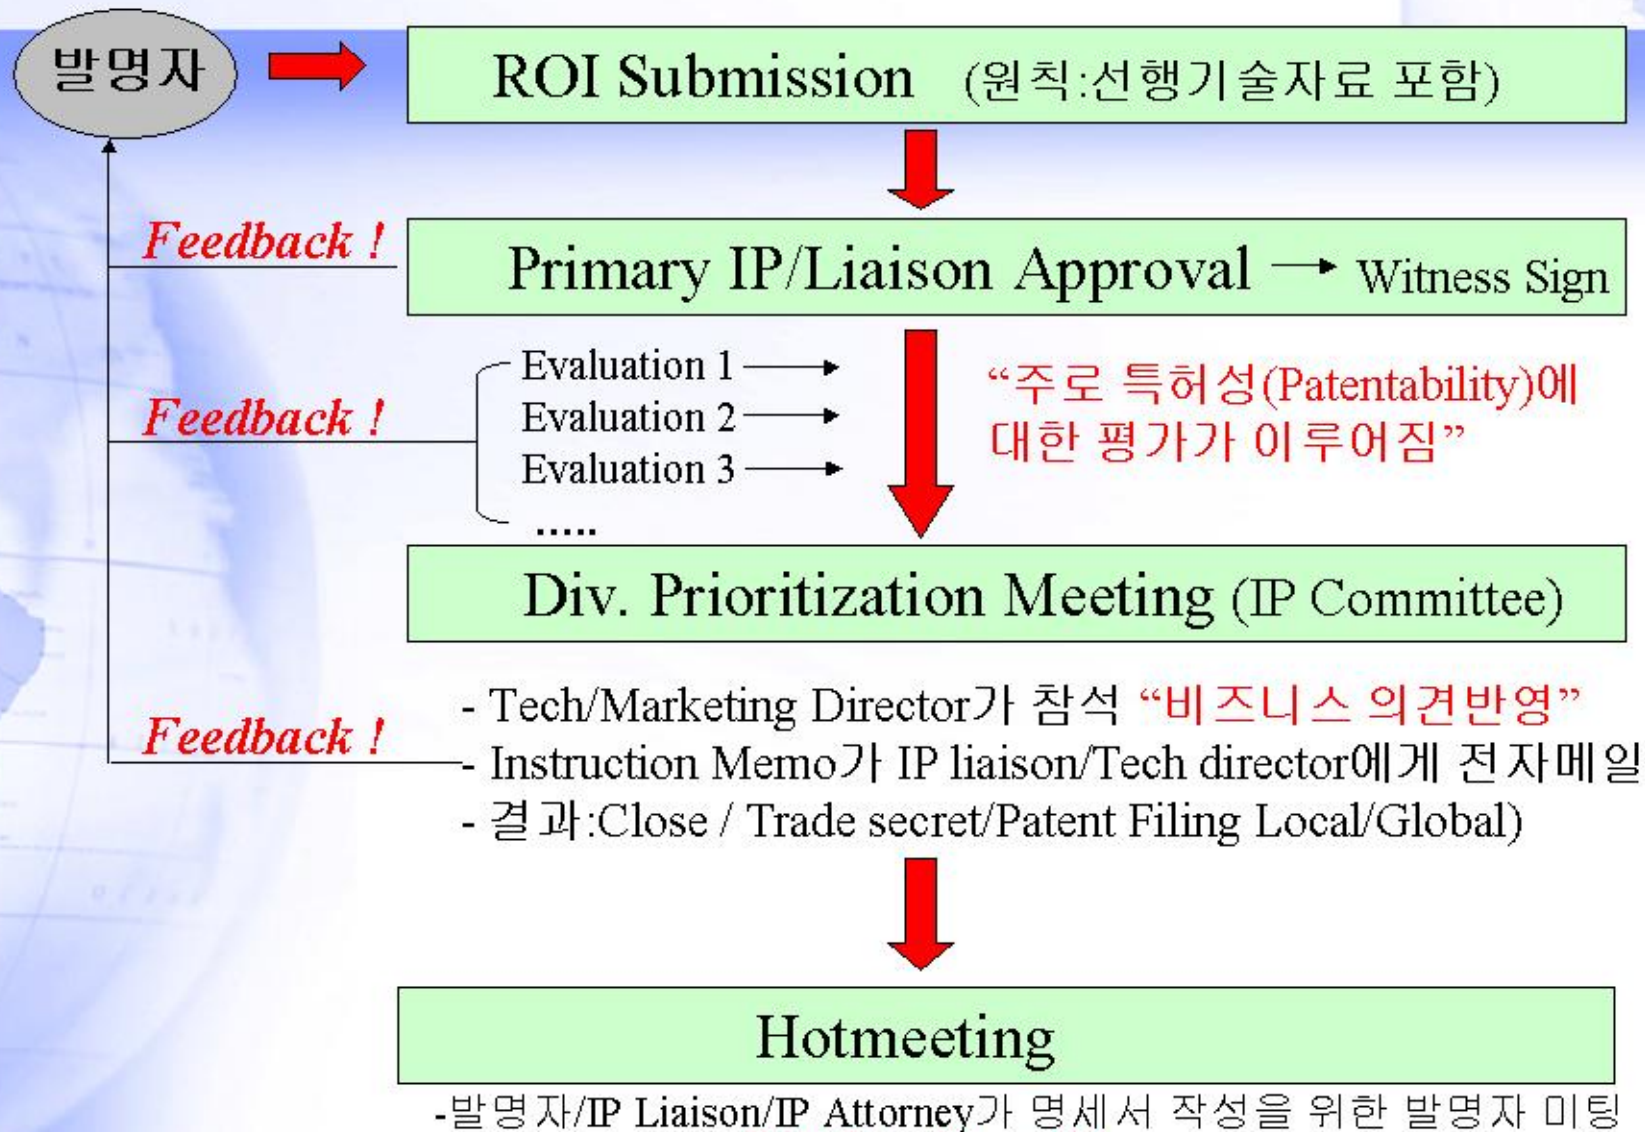 발명자
ROI Submission (원칙:선행기술자료 포함)
Feedback !
Primary IP/Liaison Approval → Witness Sign
Evaluation 1
Feedback !
Evaluation 2
Evaluation 3
.....
“주로 특허성(Patentability)에
대한 평가가 이루어짐”
Div. Prioritization Meeting (IP Committee)
- Tech/Marketing Director가 참석 “비즈니스 의견반영”
Feedback !
- Instruction Memo가 IP liaison/Tech director에게 전자메일
- 결과:Close / Trade secret/Patent Filing Local/Global)
Hotmeeting
-발명자/IP Liaison/IP Attorney가 명세서 작성을 위한 발명자 미팅